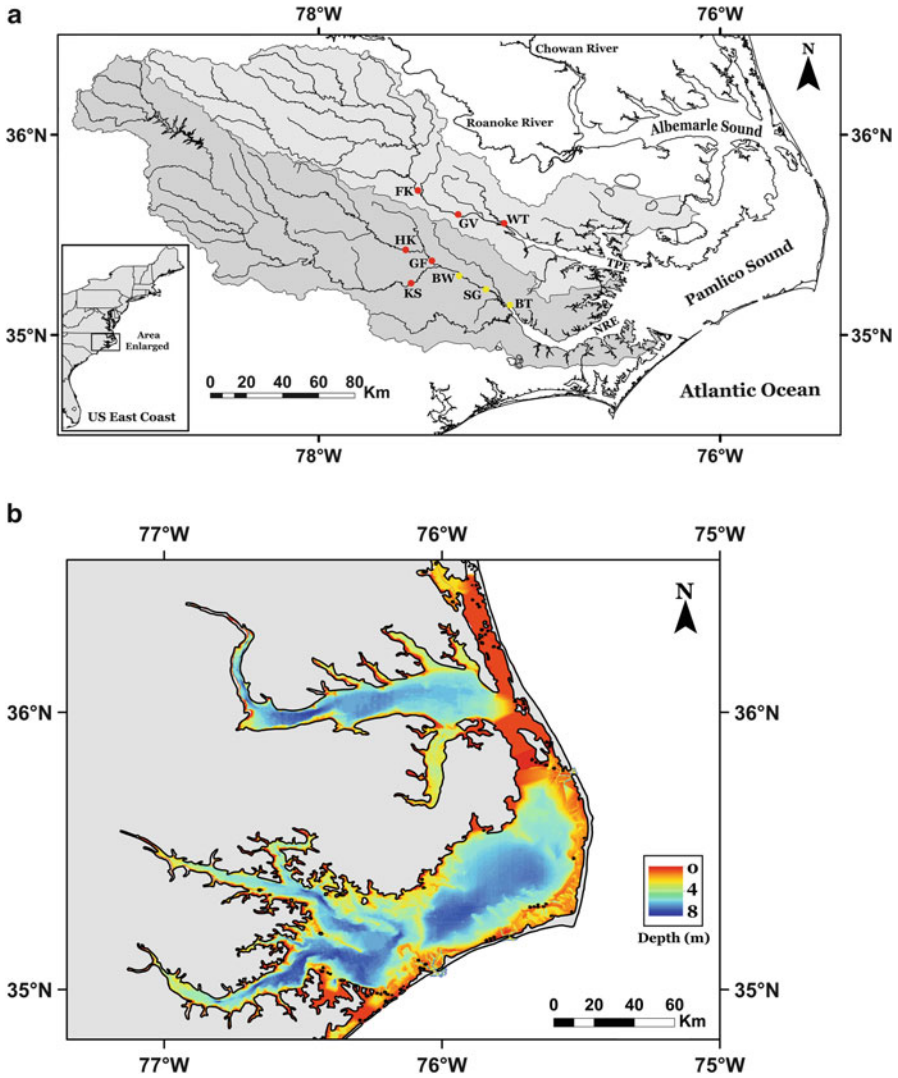 a
78°W
76°W
Chowan River
N
36°N
Roanoke River
Albemarle Sound
FK
GV
WT
HK
GF
BW
KS
SG
BT
TPE
NRE
Pamlico Sound
35°N
Area
Enlarged
US East Coast
0 20 40 60 80
Km
Atlantic Ocean
78°W
76°W
b
77°W
76°W
75°W
N
36°N
36°N
0
4
8
Depth (m)
35°N
35°N
0 10 20 40 60
Km
77°W
76°W
75°W